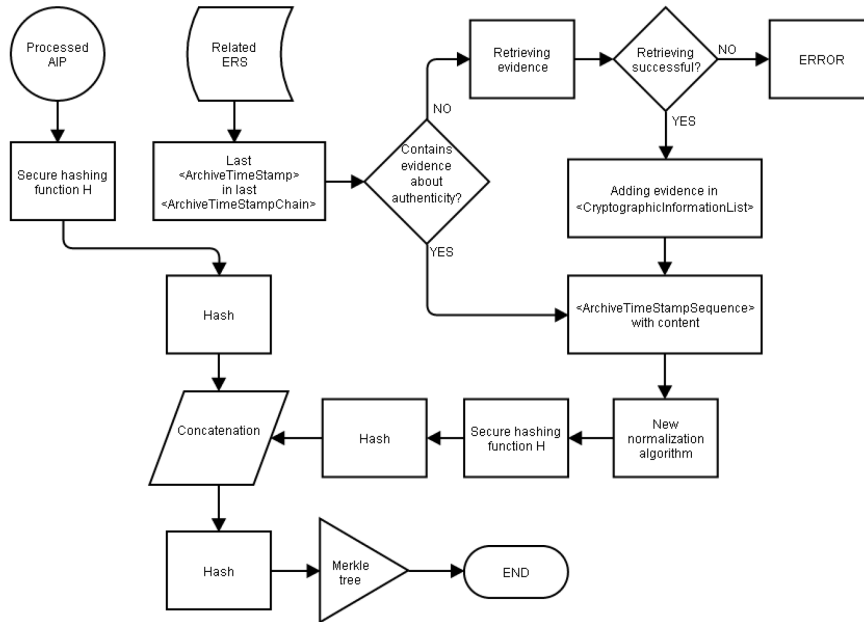 Processed
AIP
Related
ERS
Retrieving
evidence
Retrieving
successful?
NO
ERROR
NO
YES
Secure hashing
function H
Last
<ArchiveTimeStamp>
in last
<ArchiveTimeStampChain>
Contains
evidence
about
authenticity?
Adding evidence in
<CryptographicInformationList>
YES
Hash
<ArchiveTimeStampSequence>
with content
Concatenation
Hash
Secure hashing
function H
New
normalization
algorithm
Hash
Merkle
tree
END